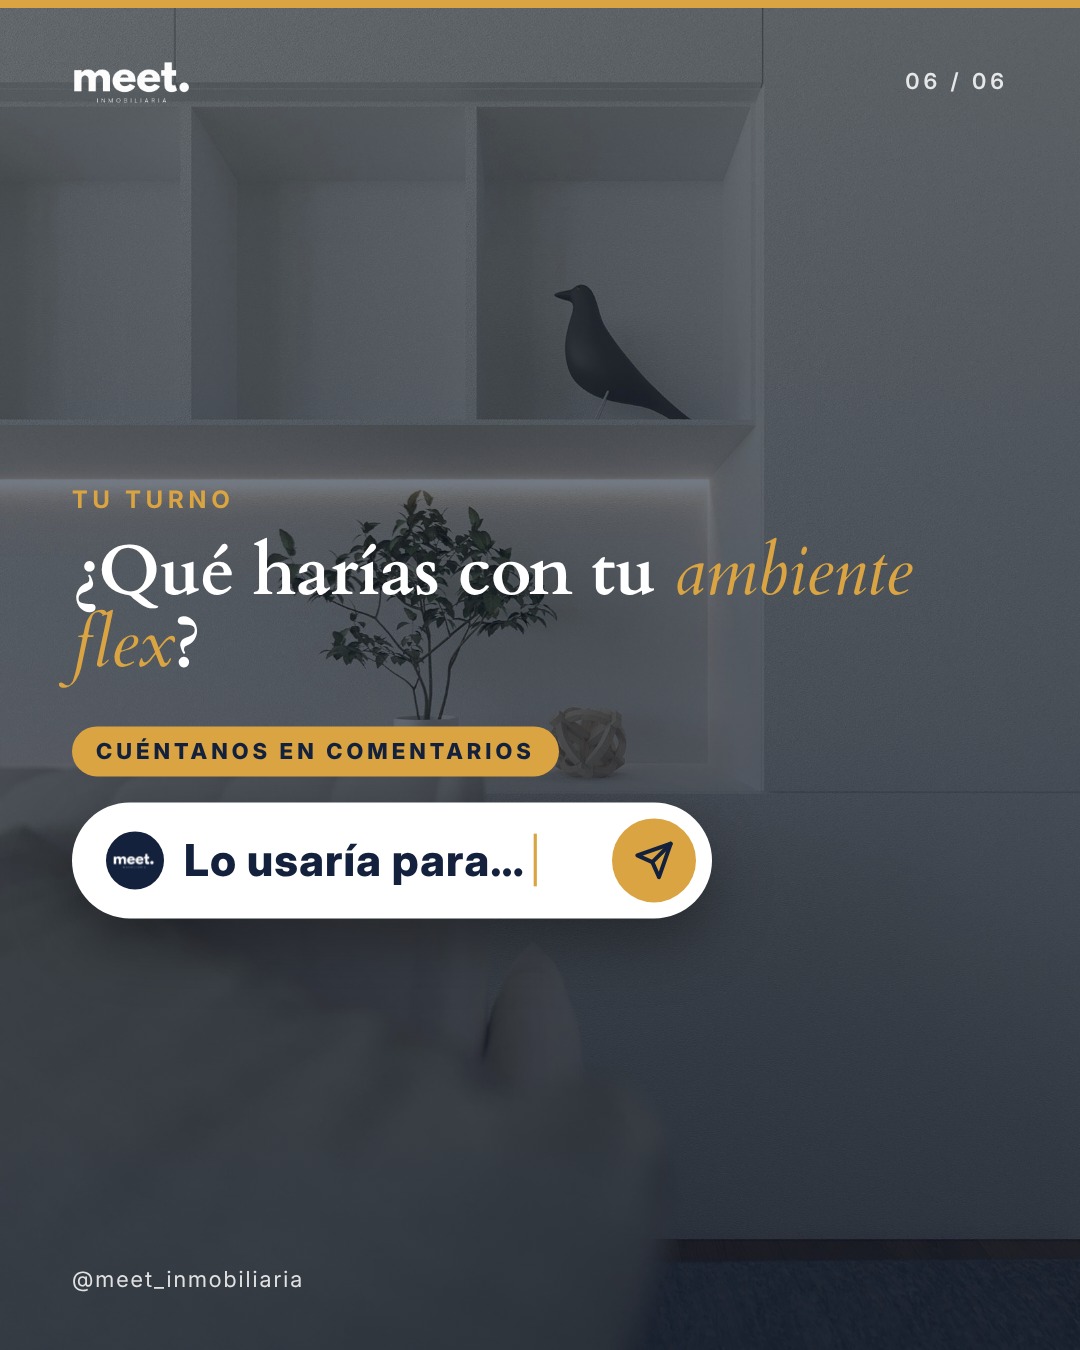 meet.
INMOBILIARIA
06 / 06
TU TURNO
¿Qué harías con tu ambiente
flex?
CUÉNTANOS EN COMENTARIOS
meet.
Lo usaría para...
@meet_inmobiliaria